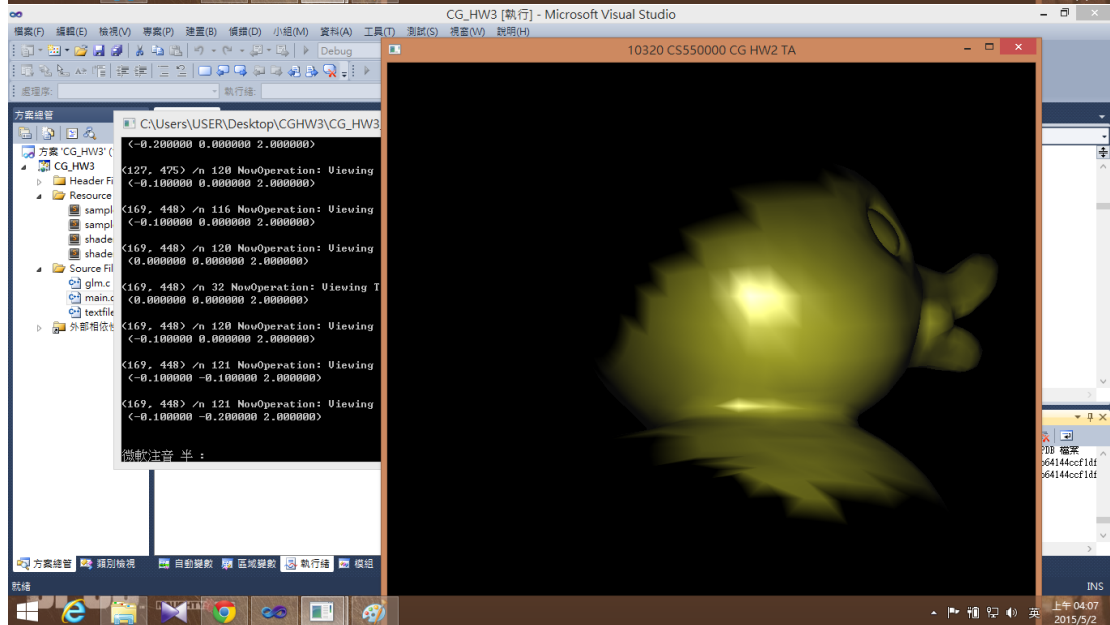 CG_HW3 [執行] - Microsoft Visual Studio
檔案(F) 編輯(E) 檢視(V) 專案(P) 建置(B) 偵錯(D) 小組(M) 資料(A) 工具(T) 測試(S) 視窗(W) 說明(H)
Debug
10320 CS550000 CG HW2 TA
處理序:
執行緒:
方案總管
C:\Users\USER\Desktop\CGHW3\CG_HW3
方案 'CG_HW3' (
CG_HW3
Header Fi
Resource
sampl
sampl
shade
shade
Source Fil
glm.c
main.c
textfile
外部相依性
(-0.200000 0.000000 2.000000)
(127, 475) /n 120 NowOperation: Viewing
(-0.100000 0.000000 2.000000)
(169, 448) /n 116 NowOperation: Viewing
(-0.100000 0.000000 2.000000)
(169, 448) /n 120 NowOperation: Viewing
(0.000000 0.000000 2.000000)
(169, 448) /n 32 NowOperation: Viewing T
(0.000000 0.000000 2.000000)
(169, 448) /n 120 NowOperation: Viewing
(-0.100000 0.000000 2.000000)
(169, 448) /n 121 NowOperation: Viewing
(-0.100000 -0.100000 2.000000)
(169, 448) /n 121 NowOperation: Viewing
(-0.100000 -0.200000 2.000000)
微軟注音 半 :
PDB 檔案
b64144ccf1df
b64144ccf1df
方案總管 類別檢視
自動變數 區域變數 執行緒 模組
就緒
INS
英
上午 04:07
2015/5/2